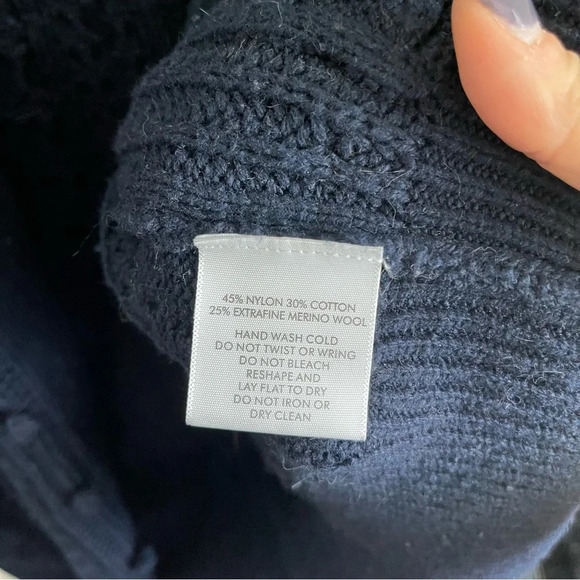 45% NYLON 30% COTTON
25% EXTRAFINE MERINO WOOL
HAND WASH COLD
DO NOT TWIST OR WRING
DO NOT BLEACH
RESHAPE AND
LAY FLAT TO DRY
DO NOT IRON OR
DRY CLEAN